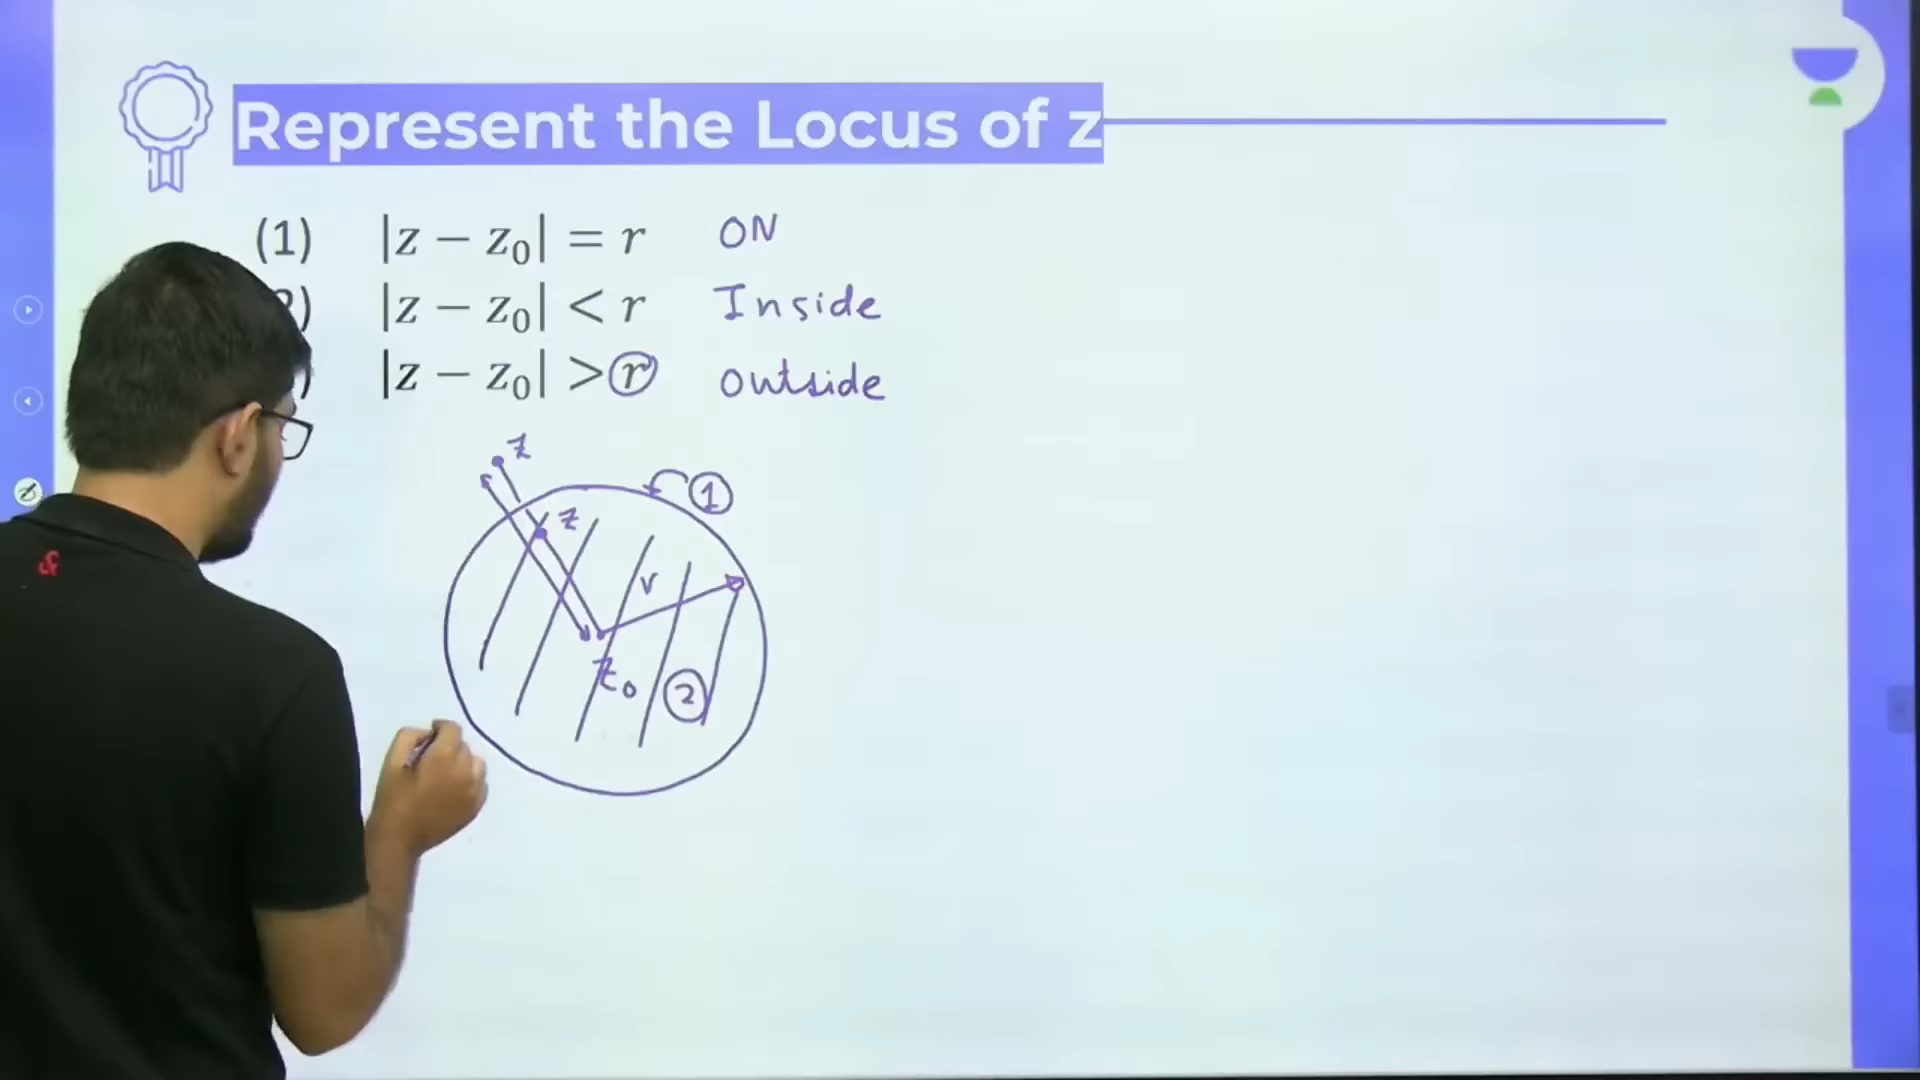 Represent the Locus of z
(1) |z − z₀| = r ON
) |z − z₀| < r Inside
) |z − z₀| > r outside
z
1
z
r
z₀
2